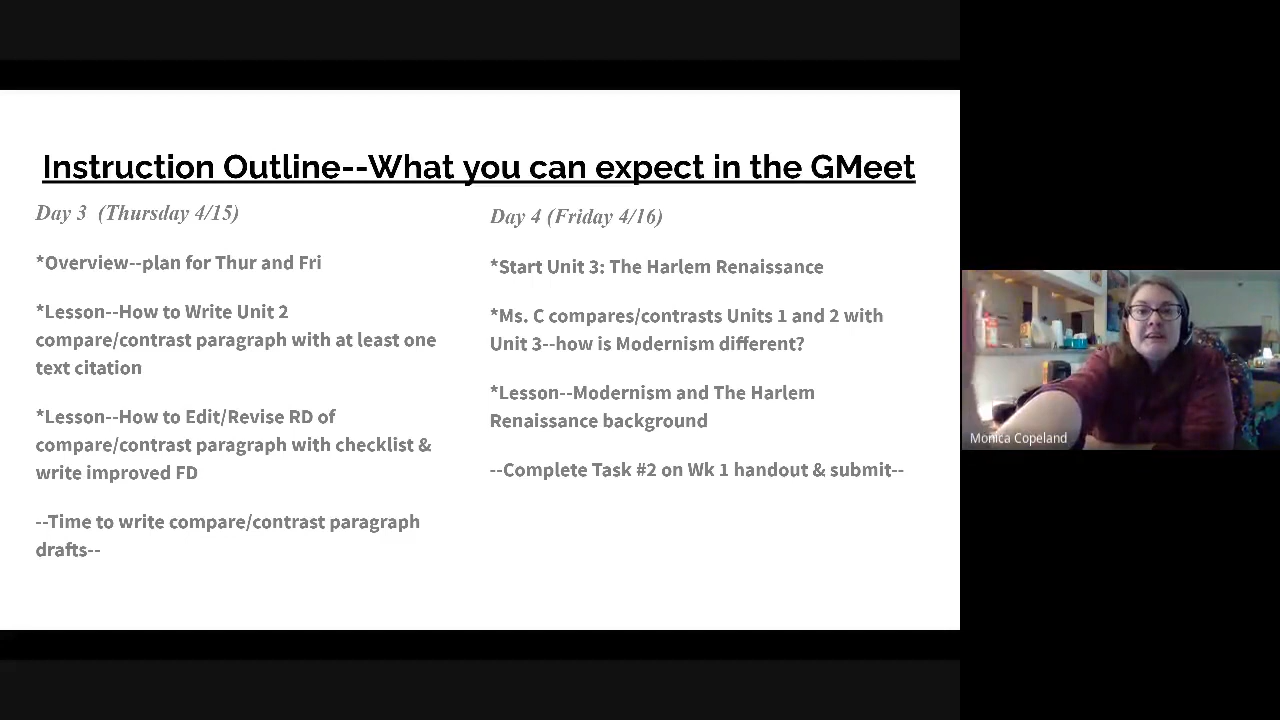 Instruction Outline--What you can expect in the GMeet
Day 3  (Thursday 4/15)
*Overview--plan for Thur and Fri
*Lesson--How to Write Unit 2
compare/contrast paragraph with at least one
text citation
*Lesson--How to Edit/Revise RD of
compare/contrast paragraph with checklist &
write improved FD
--Time to write compare/contrast paragraph
drafts--
Day 4 (Friday 4/16)
*Start Unit 3: The Harlem Renaissance
*Ms. C compares/contrasts Units 1 and 2 with
Unit 3--how is Modernism different?
*Lesson--Modernism and The Harlem
Renaissance background
--Complete Task #2 on Wk 1 handout & submit--
Monica Copeland